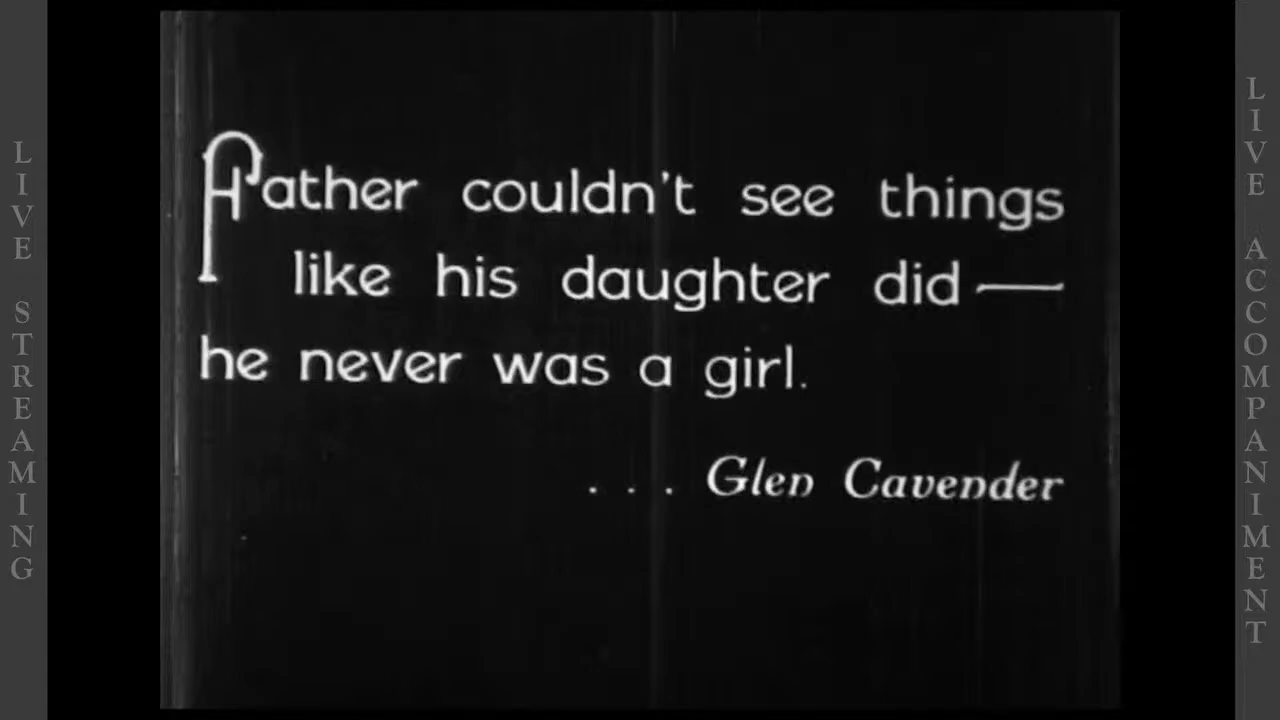 LIVE STREAMING
Father couldn't see things
like his daughter did —
he never was a girl.
. . . Glen Cavender
LIVE ACCOMPANIMENT